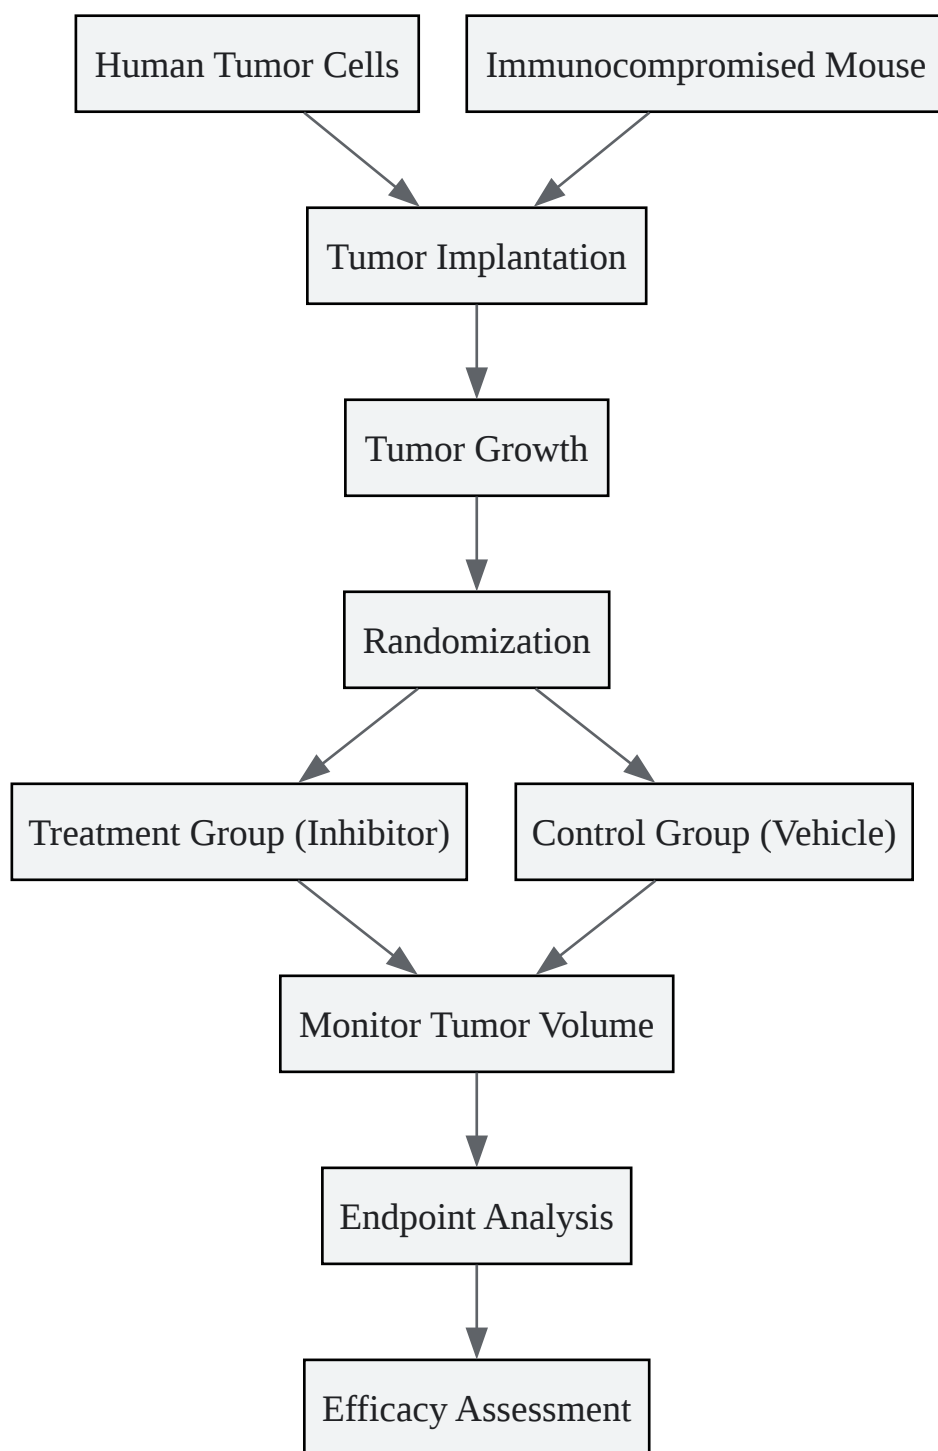 Human Tumor Cells
Immunocompromised Mouse
Tumor Implantation
Tumor Growth
Randomization
Treatment Group (Inhibitor)
Control Group (Vehicle)
Monitor Tumor Volume
Endpoint Analysis
Efficacy Assessment